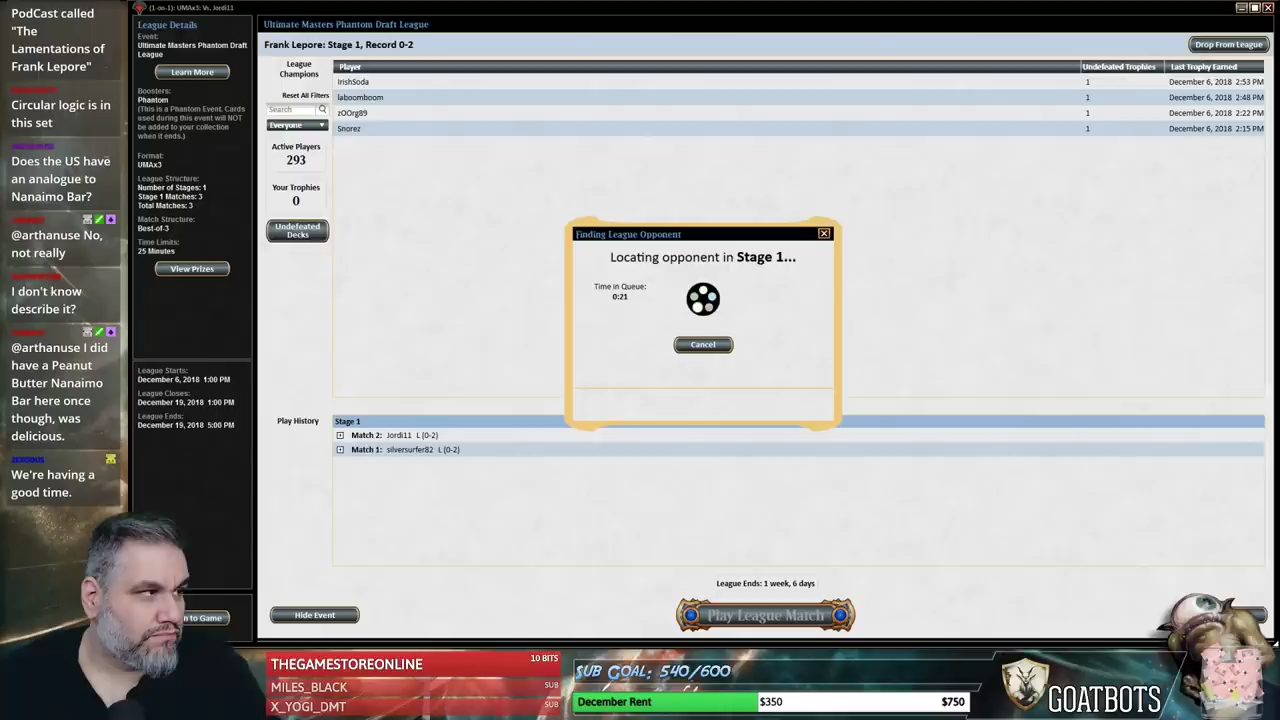 PodCast called
"The
Lamentations of
Frank Lepore"
Circular logic is in
this set
Does the US have
an analogue to
Nanaimo Bar?
@arthanuse No,
not really
I don't know
describe it?
@arthanuse I did
have a Peanut
Butter Nanaimo
Bar here once
though, was
delicious.
We're having a
good time.
(1-on-1): UMAx3: Vs. Jordi11
League Details
Event:
Ultimate Masters Phantom Draft
League
Learn More
Boosters:
Phantom
(This is a Phantom Event. Cards
used during this event will NOT
be added to your collection
when it ends.)
Format:
UMAx3
League Structure:
Number of Stages: 1
Stage 1 Matches: 3
Total Matches: 3
Match Structure:
Best-of-3
Time Limits:
25 Minutes
View Prizes
League Starts:
December 6, 2018 1:00 PM
League Closes:
December 19, 2018 1:00 PM
League Ends:
December 19, 2018 5:00 PM
to Game
Ultimate Masters Phantom Draft League
Frank Lepore: Stage 1, Record 0-2
Drop From League
League
Champions
Reset All Filters
Search
Everyone
Active Players
293
Your Trophies
0
Undefeated
Decks
Player Undefeated Trophies Last Trophy Earned
IrishSoda 1 December 6, 2018 2:53 PM
laboomboom 1 December 6, 2018 2:48 PM
zOOrg89 1 December 6, 2018 2:22 PM
Snorez 1 December 6, 2018 2:15 PM
Finding League Opponent
Locating opponent in Stage 1...
Time in Queue:
0:21
Cancel
Play History
Stage 1
Match 2: Jordi11 L (0-2)
Match 1: silversurfer82 L (0-2)
League Ends: 1 week, 6 days
Hide Event
Play League Match
THEGAMESTOREONLINE 10 BITS
MILES_BLACK SUB
X_YOGI_DMT SUB
SUB GOAL: 540/600
December Rent $350 $750
GOATBOTS